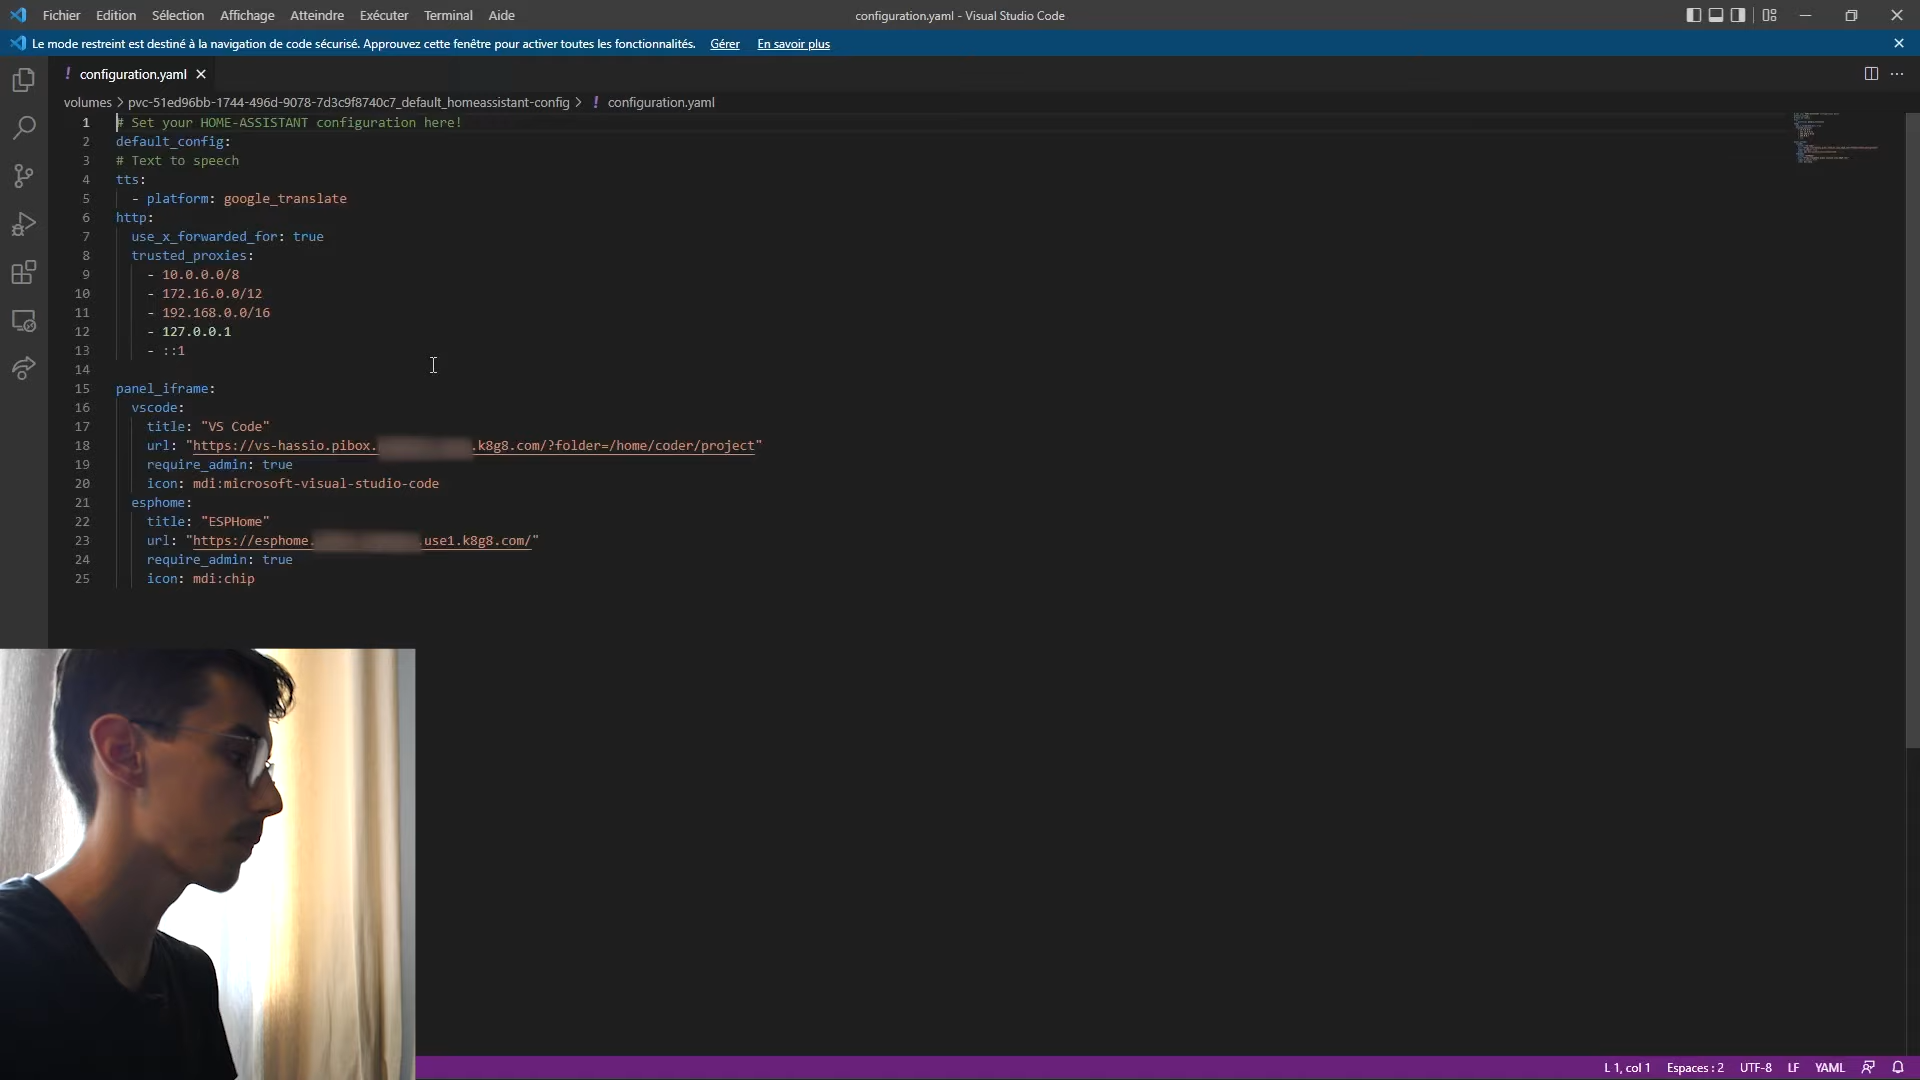 Fichier Edition Sélection Affichage Atteindre Exécuter Terminal Aide
configuration.yaml - Visual Studio Code
Le mode restreint est destiné à la navigation de code sécurisé. Approuvez cette fenêtre pour activer toutes les fonctionnalités. Gérer En savoir plus
! configuration.yaml
volumes > pvc-51ed96bb-1744-496d-9078-7d3c9f8740c7_default_homeassistant-config > ! configuration.yaml
1 # Set your HOME-ASSISTANT configuration here!
2 default_config:
3 # Text to speech
4 tts:
5 - platform: google_translate
6 http:
7 use_x_forwarded_for: true
8 trusted_proxies:
9 - 10.0.0.0/8
10 - 172.16.0.0/12
11 - 192.168.0.0/16
12 - 127.0.0.1
13 - ::1
14
15 panel_iframe:
16 vscode:
17 title: "VS Code"
18 url: "https://vs-hassio.pibox. .k8g8.com/?folder=/home/coder/project"
19 require_admin: true
20 icon: mdi:microsoft-visual-studio-code
21 esphome:
22 title: "ESPHome"
23 url: "https://esphome. .use1.k8g8.com/"
24 require_admin: true
25 icon: mdi:chip
L 1, col 1 Espaces : 2 UTF-8 LF YAML